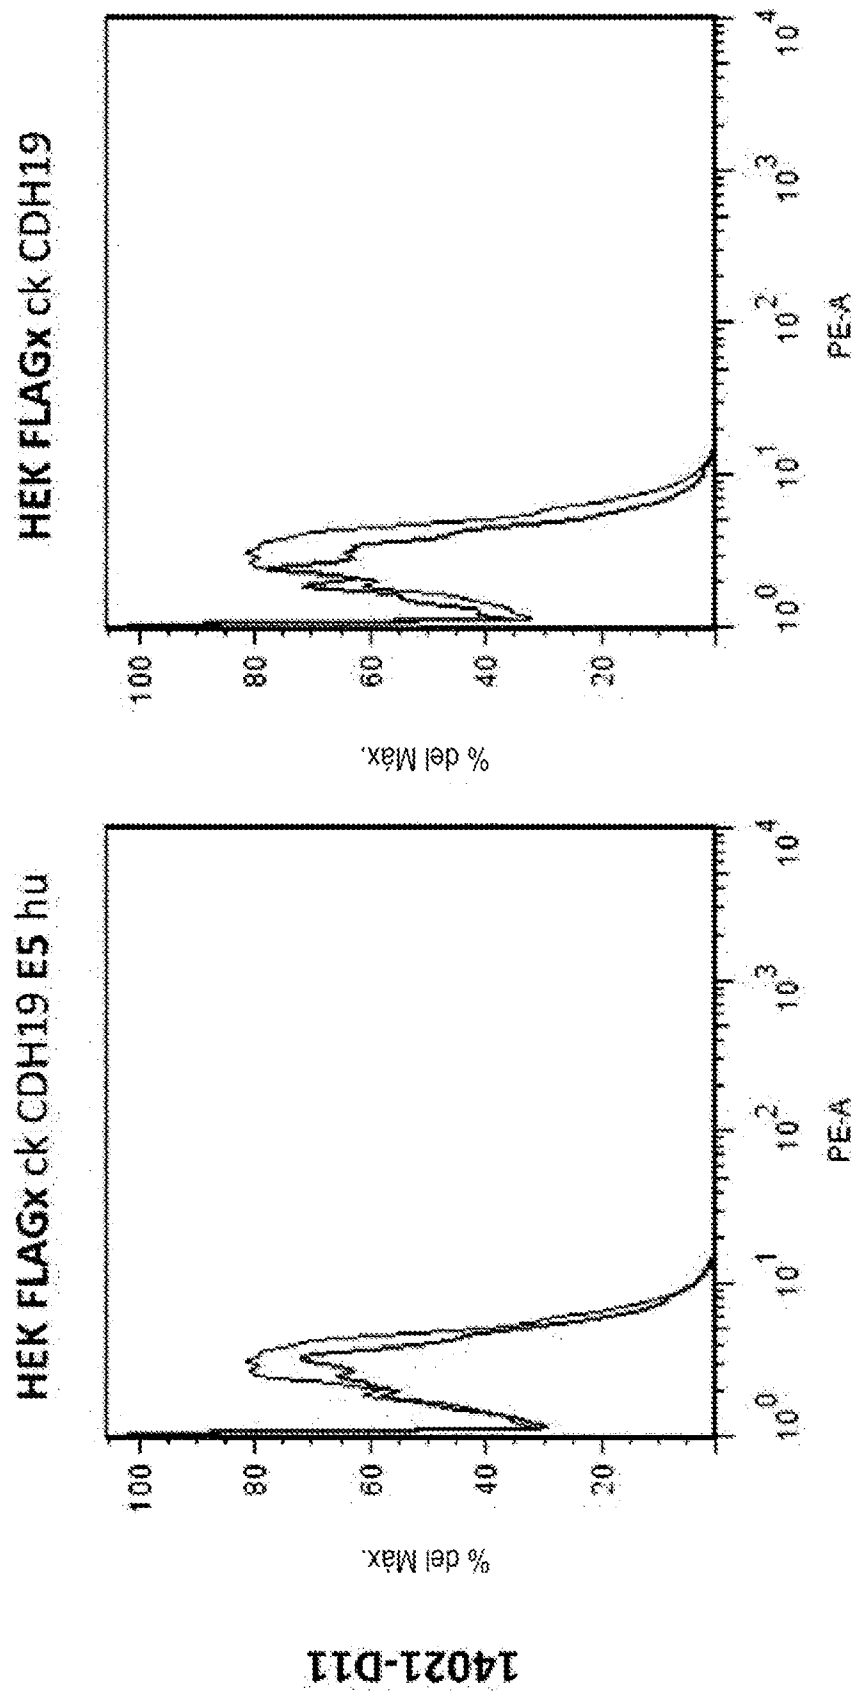 HEK FLAGx ck CDH19 E5 hu
HEK FLAGx ck CDH19
14021-D11
% del Máx.
100
80
60
40
20
10^0 10^1 10^2 10^3 10^4
PE-A
% del Máx.
100
80
60
40
20
10^0 10^1 10^2 10^3 10^4
PE-A